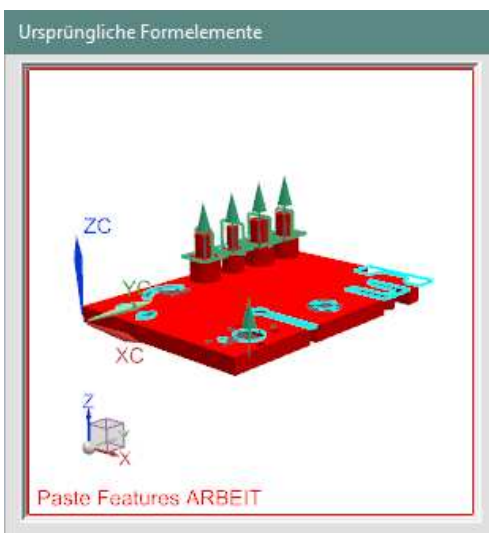 Ursprüngliche Formelemente
ZC
YC
XC
Z
X
Paste Features ARBEIT